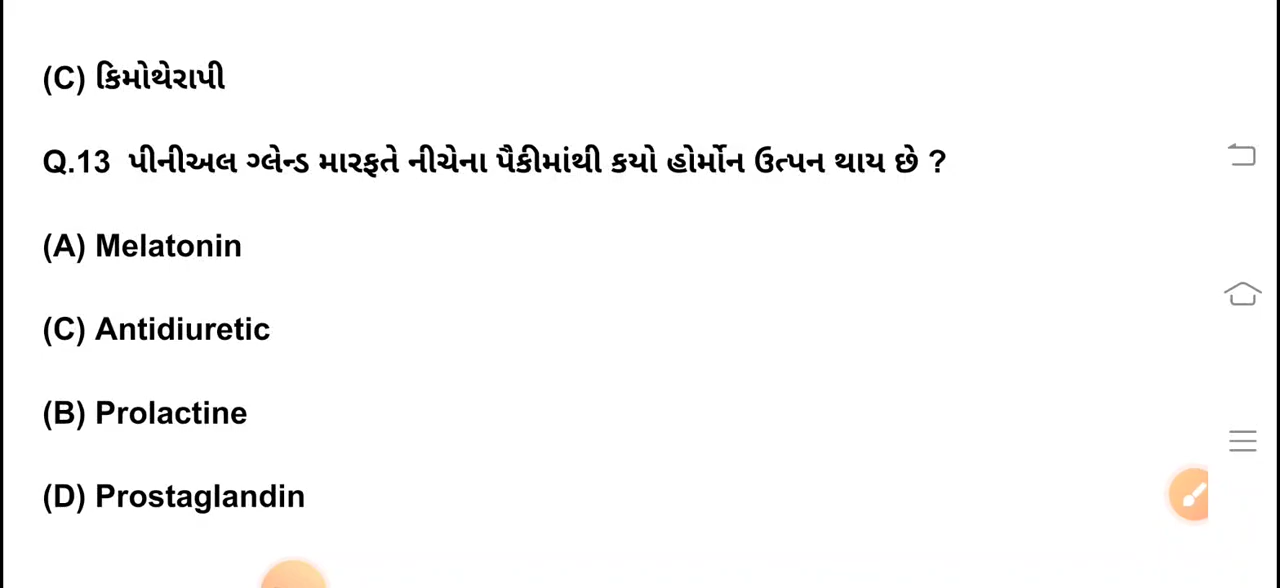 (C) કિમોથેરાપી
Q.13 પીનીઅલ ગ્લેન્ડ મારફતે નીચેના પૈકીમાંથી કયો હોર્મોન ઉત્પન થાય છે ?
(A) Melatonin
(C) Antidiuretic
(B) Prolactine
(D) Prostaglandin